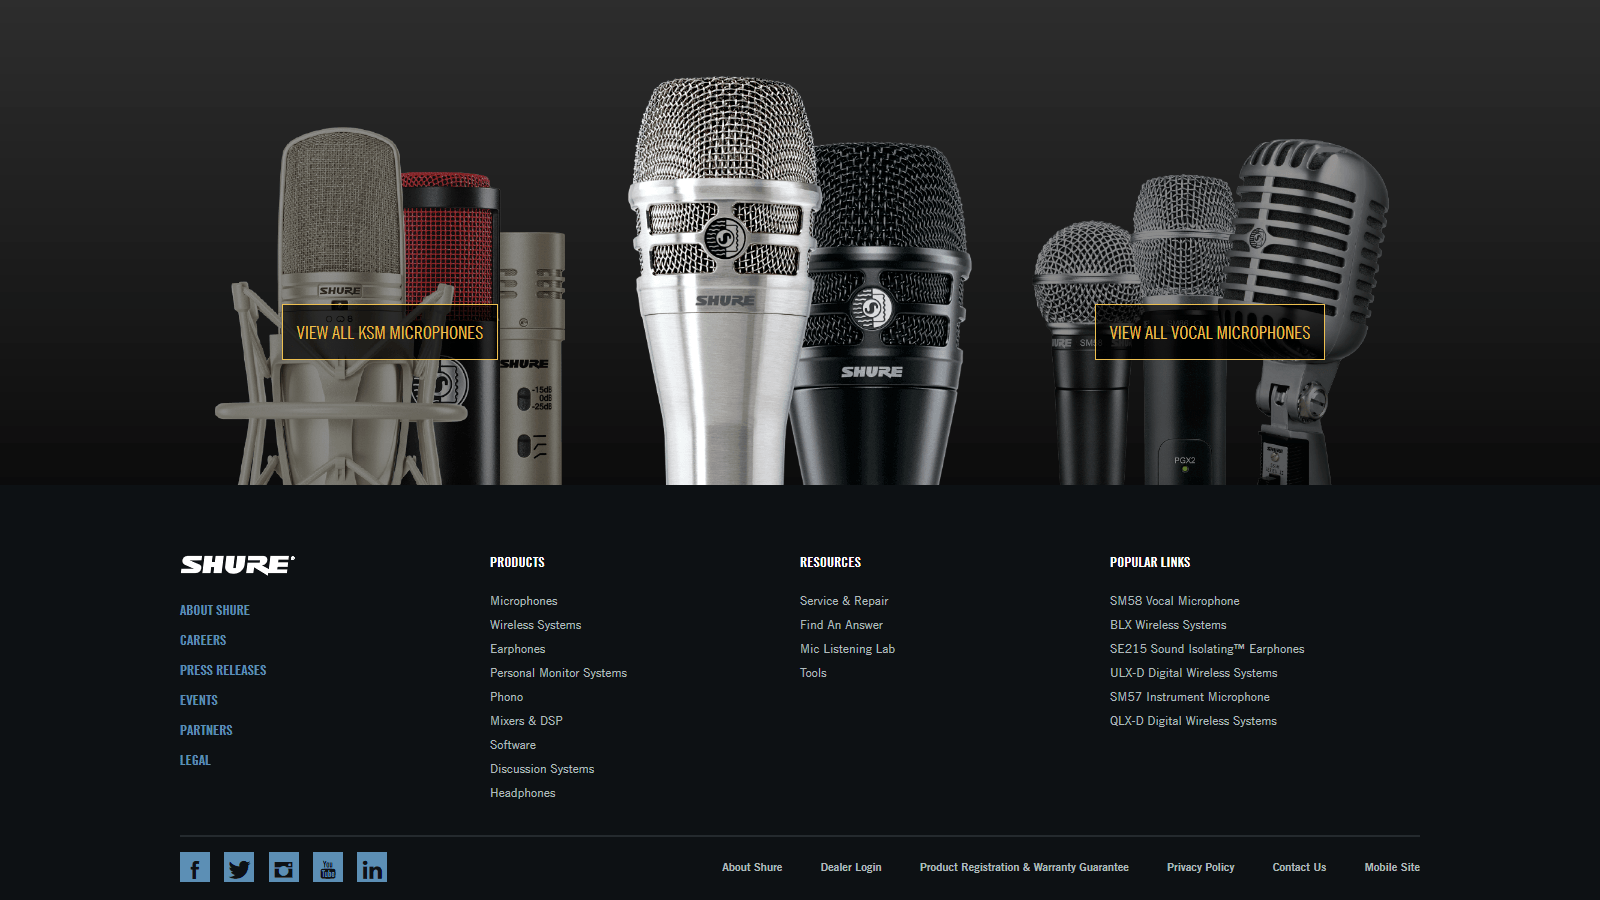 SHURE
VIEW ALL KSM MICROPHONES
SHURE
-15dB
0dB
-25dB
SHURE
SHURE
VIEW ALL VOCAL MICROPHONES
PGX2
SHURE
ABOUT SHURE
CAREERS
PRESS RELEASES
EVENTS
PARTNERS
LEGAL
PRODUCTS
Microphones
Wireless Systems
Earphones
Personal Monitor Systems
Phono
Mixers & DSP
Software
Discussion Systems
Headphones
RESOURCES
Service & Repair
Find An Answer
Mic Listening Lab
Tools
POPULAR LINKS
SM58 Vocal Microphone
BLX Wireless Systems
SE215 Sound Isolating™ Earphones
ULX-D Digital Wireless Systems
SM57 Instrument Microphone
QLX-D Digital Wireless Systems
f
You
Tube
in
About Shure Dealer Login Product Registration & Warranty Guarantee Privacy Policy Contact Us Mobile Site